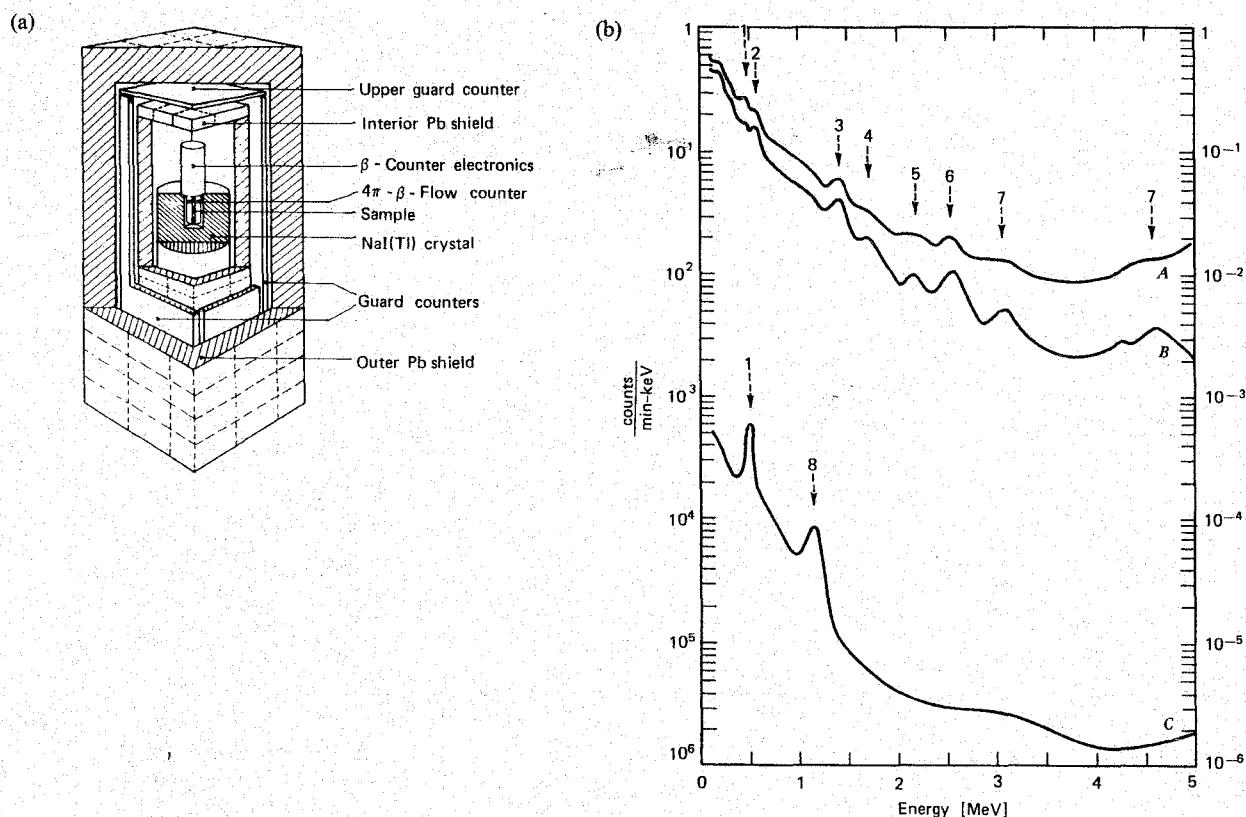 (a)
Upper guard counter
Interior Pb shield
β - Counter electronics
4π - β - Flow counter
Sample
NaI(Tl) crystal
Guard counters
Outer Pb shield
(b)
1
10¹
10²
10³
10⁴
10⁵
10⁶
counts
min-keV
1
2
3
4
5
6
7
7
A
B
1
8
C
1
10⁻¹
10⁻²
10⁻³
10⁻⁴
10⁻⁵
10⁻⁶
0 1 2 3 4 5
Energy [MeV]